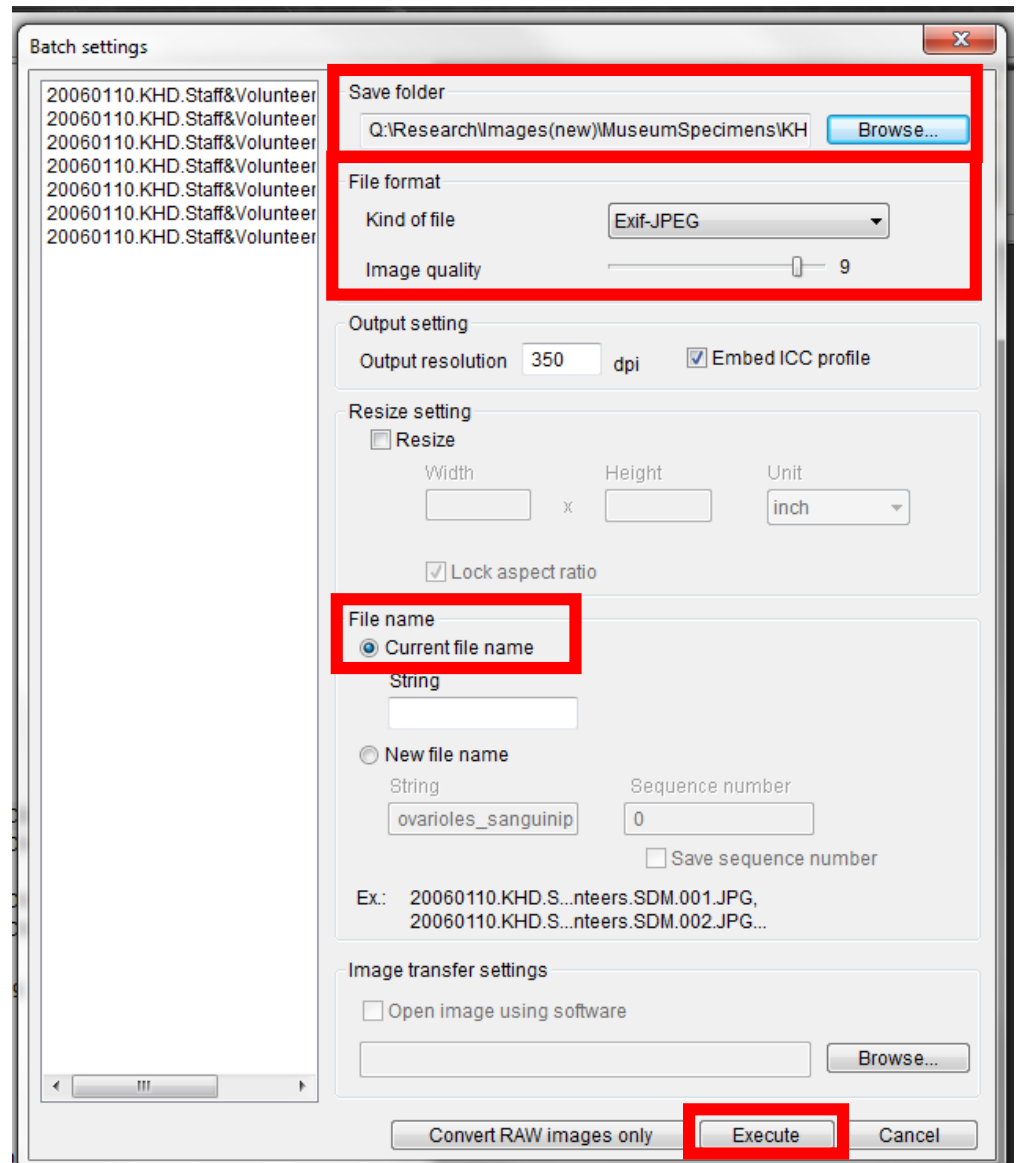 Batch settings
20060110.KHD.Staff&Volunteer
20060110.KHD.Staff&Volunteer
20060110.KHD.Staff&Volunteer
20060110.KHD.Staff&Volunteer
20060110.KHD.Staff&Volunteer
20060110.KHD.Staff&Volunteer
20060110.KHD.Staff&Volunteer
Save folder
Q:\Research\Images(new)\MuseumSpecimens\KH Browse...
File format
Kind of file Exif-JPEG
Image quality 9
Output setting
Output resolution 350 dpi Embed ICC profile
Resize setting
Resize
Width Height Unit
x inch
Lock aspect ratio
File name
Current file name
String
New file name
String Sequence number
ovarioles_sanguinip 0
Save sequence number
Ex.: 20060110.KHD.S...nteers.SDM.001.JPG,
20060110.KHD.S...nteers.SDM.002.JPG...
Image transfer settings
Open image using software
Browse...
Convert RAW images only Execute Cancel